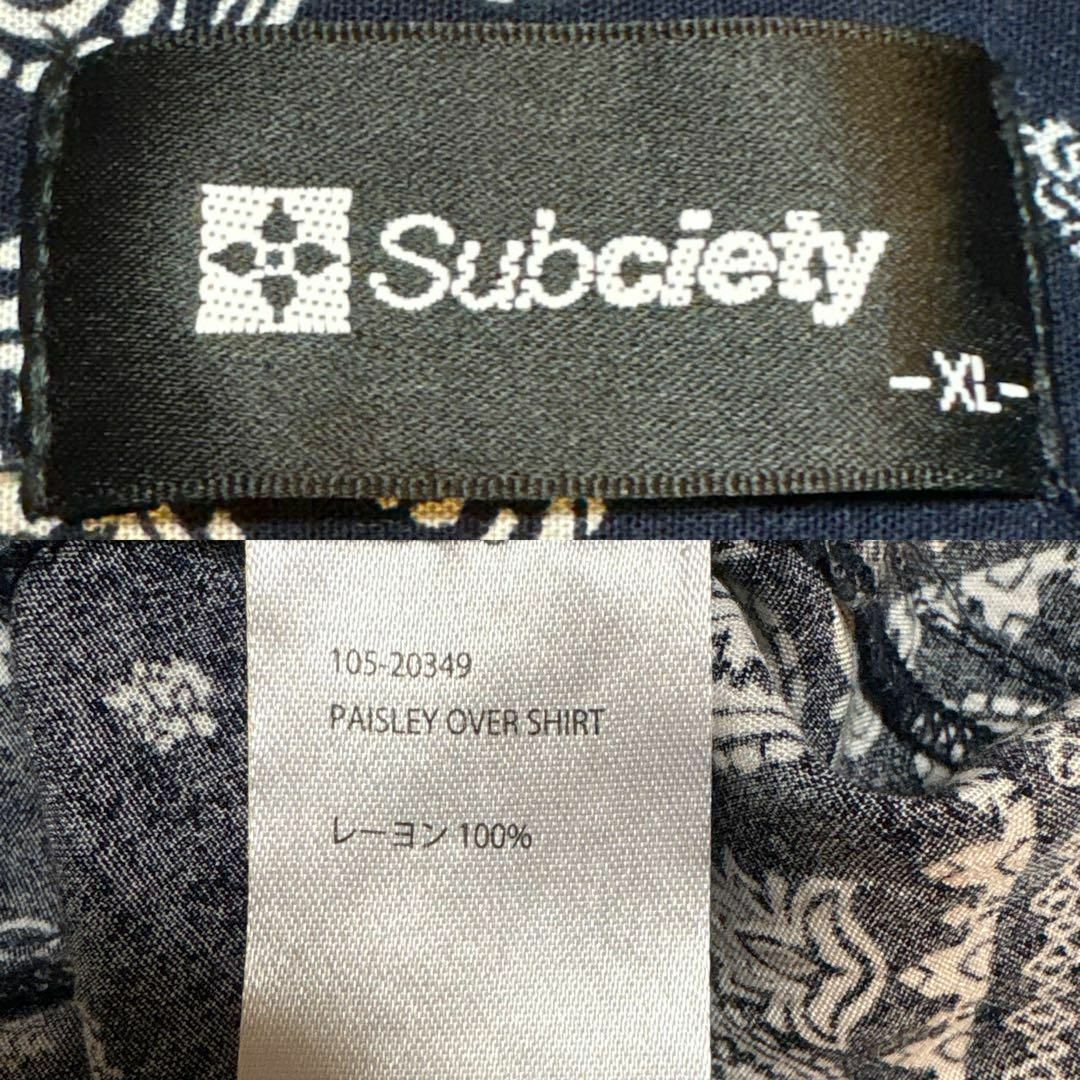 Subciety
-XL-
105-20349
PAISLEY OVER SHIRT
レーヨン 100%